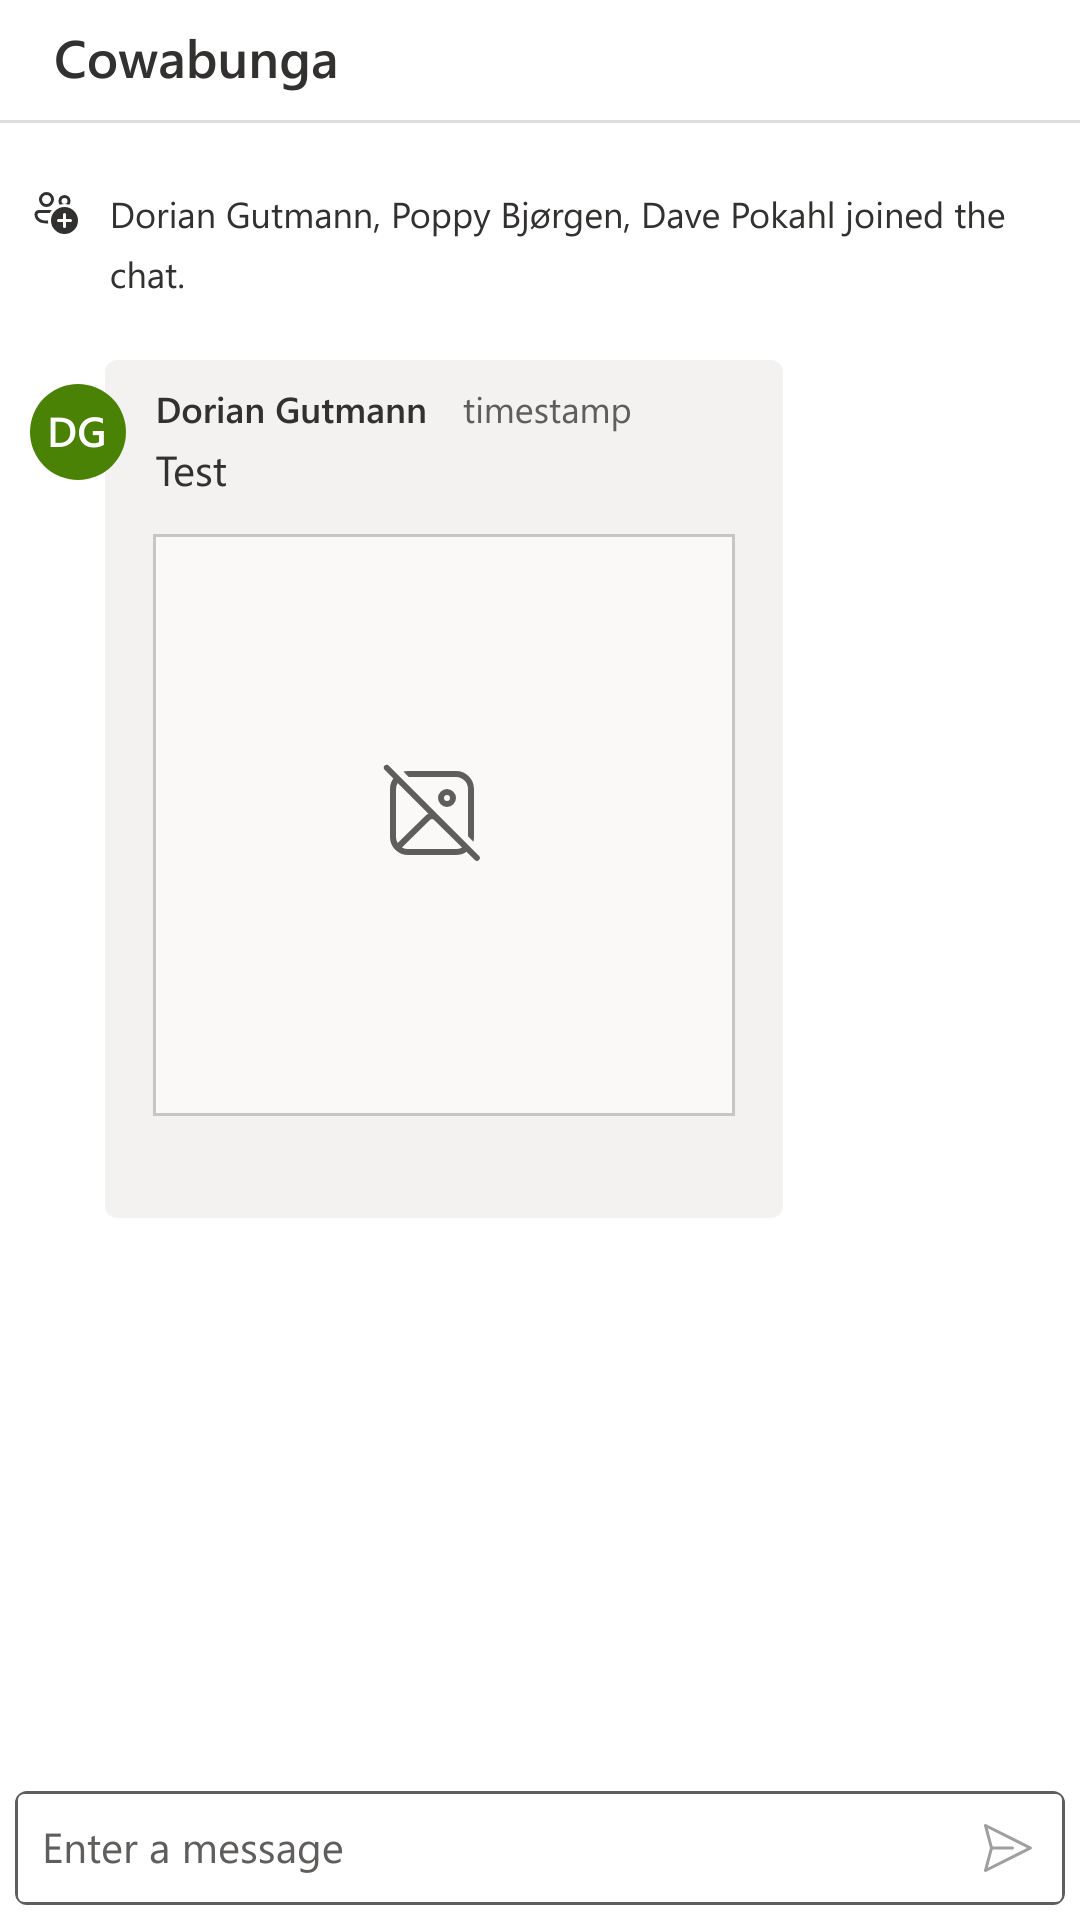 Cowabunga
Dorian Gutmann, Poppy Bjørgen, Dave Pokahl joined the
chat.
DG
Dorian Gutmann timestamp
Test
Enter a message